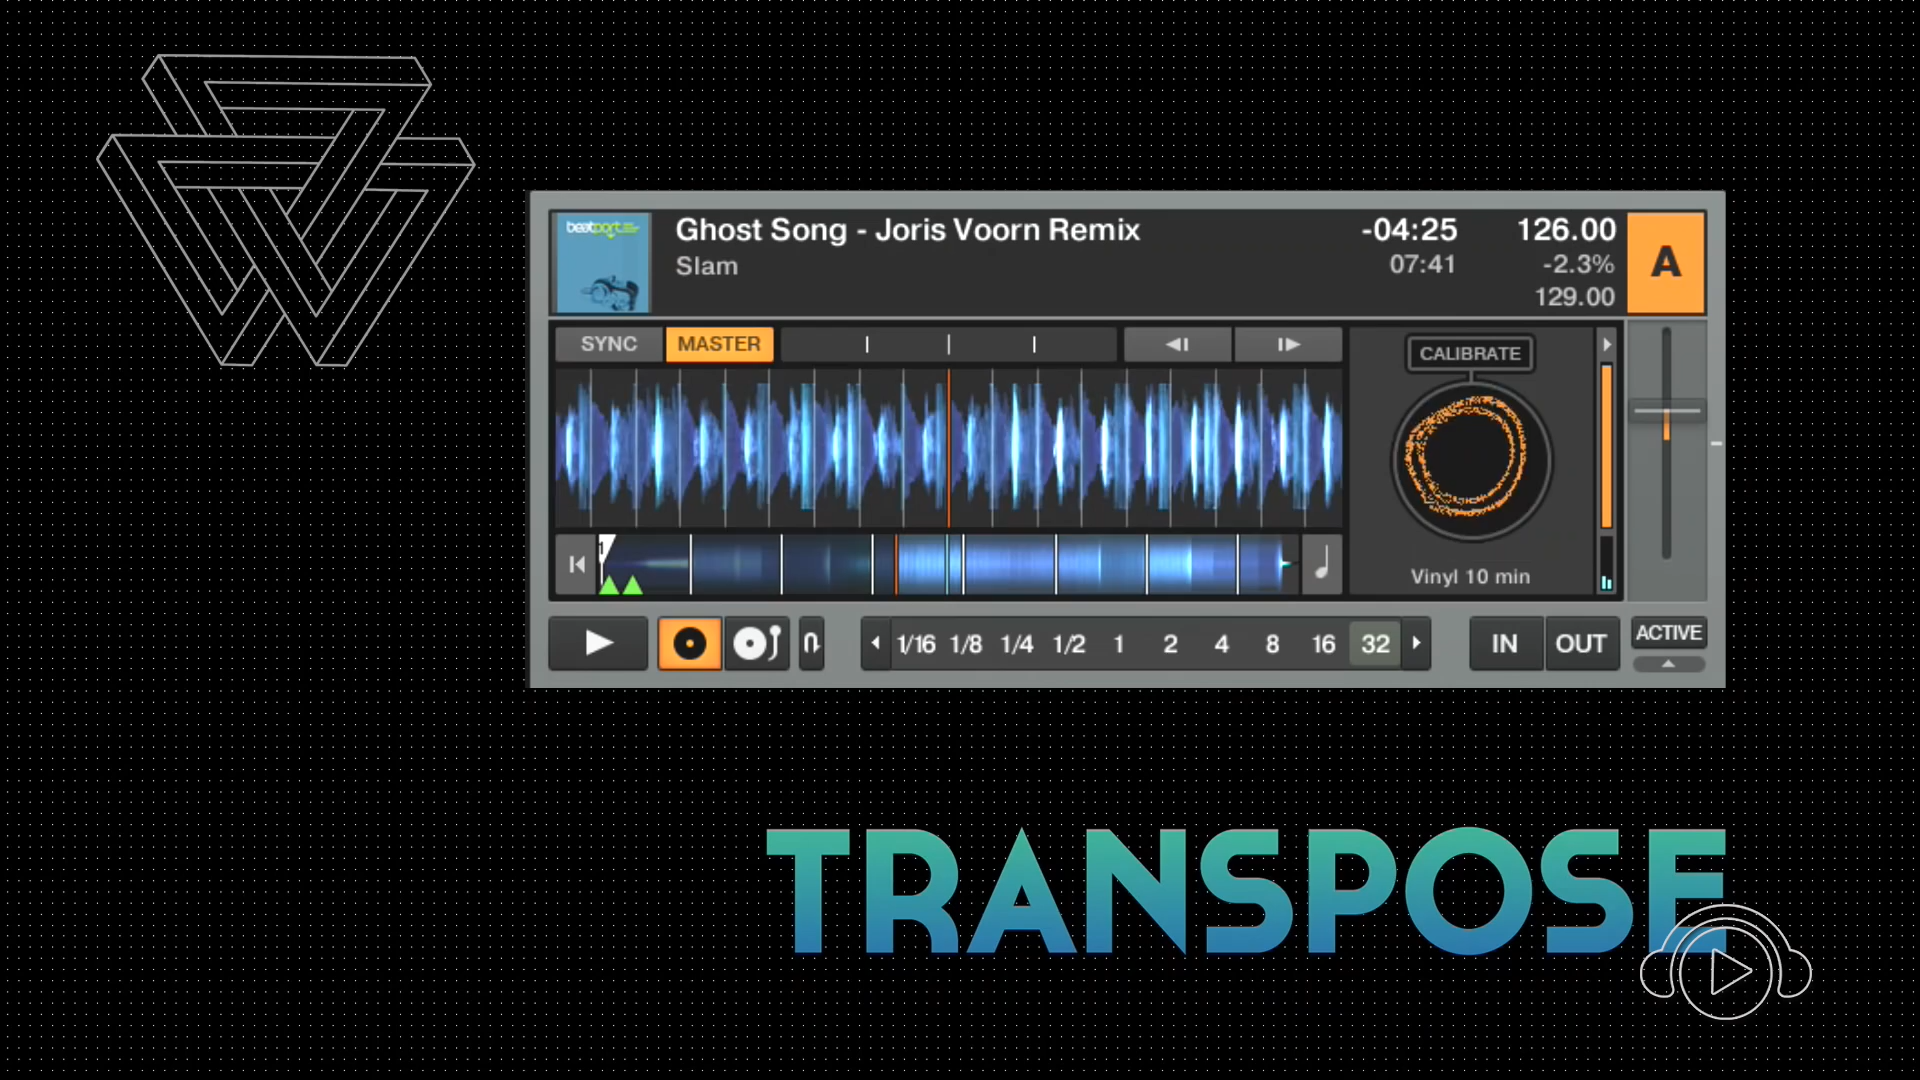 beatport
Ghost Song - Joris Voorn Remix
Slam
-04:25
07:41
126.00
-2.3%
129.00
A
SYNC
MASTER
CALIBRATE
1
Vinyl 10 min
1/16 1/8 1/4 1/2 1 2 4 8 16 32
IN
OUT
ACTIVE
TRANSPOSE